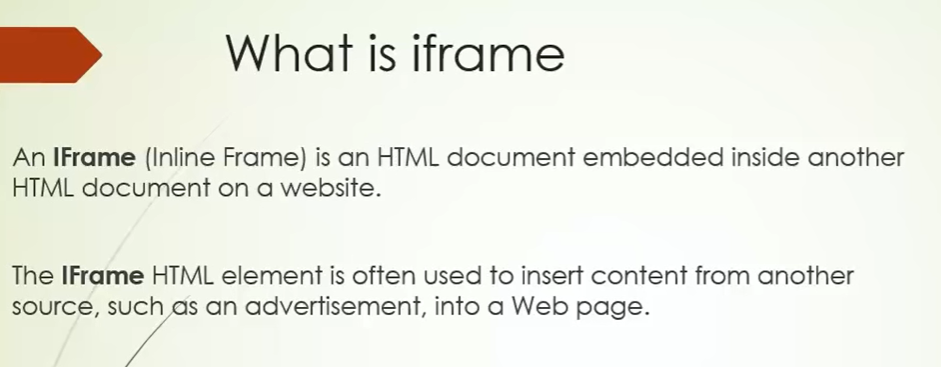 What is iframe
An IFrame (Inline Frame) is an HTML document embedded inside another
HTML document on a website.
The IFrame HTML element is often used to insert content from another
source, such as an advertisement, into a Web page.